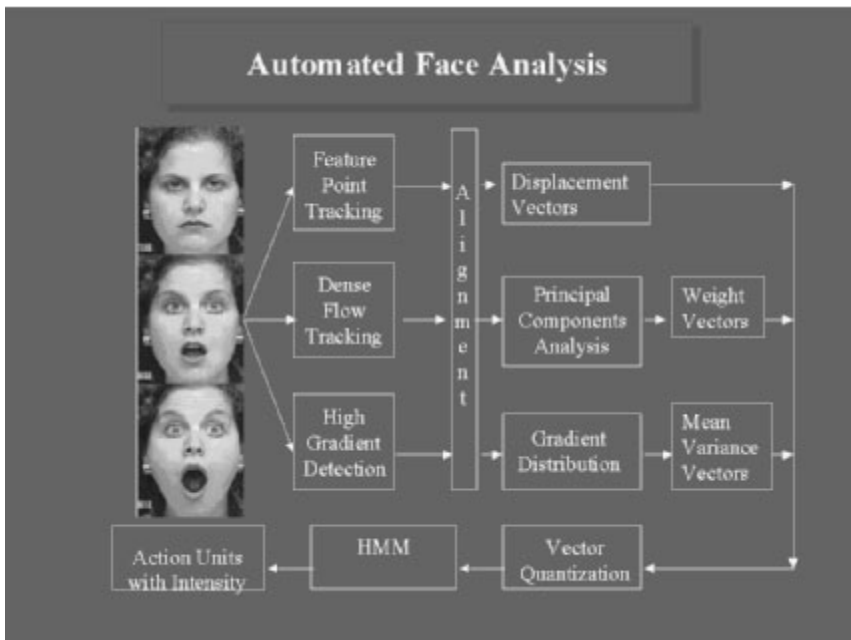 Automated Face Analysis
Feature
Point
Tracking
A
l
i
g
n
m
e
n
t
Displacement
Vectors
Dense
Flow
Tracking
Principal
Components
Analysis
Weight
Vectors
High
Gradient
Detection
Gradient
Distribution
Mean
Variance
Vectors
Action Units
with Intensity
HMM
Vector
Quantization